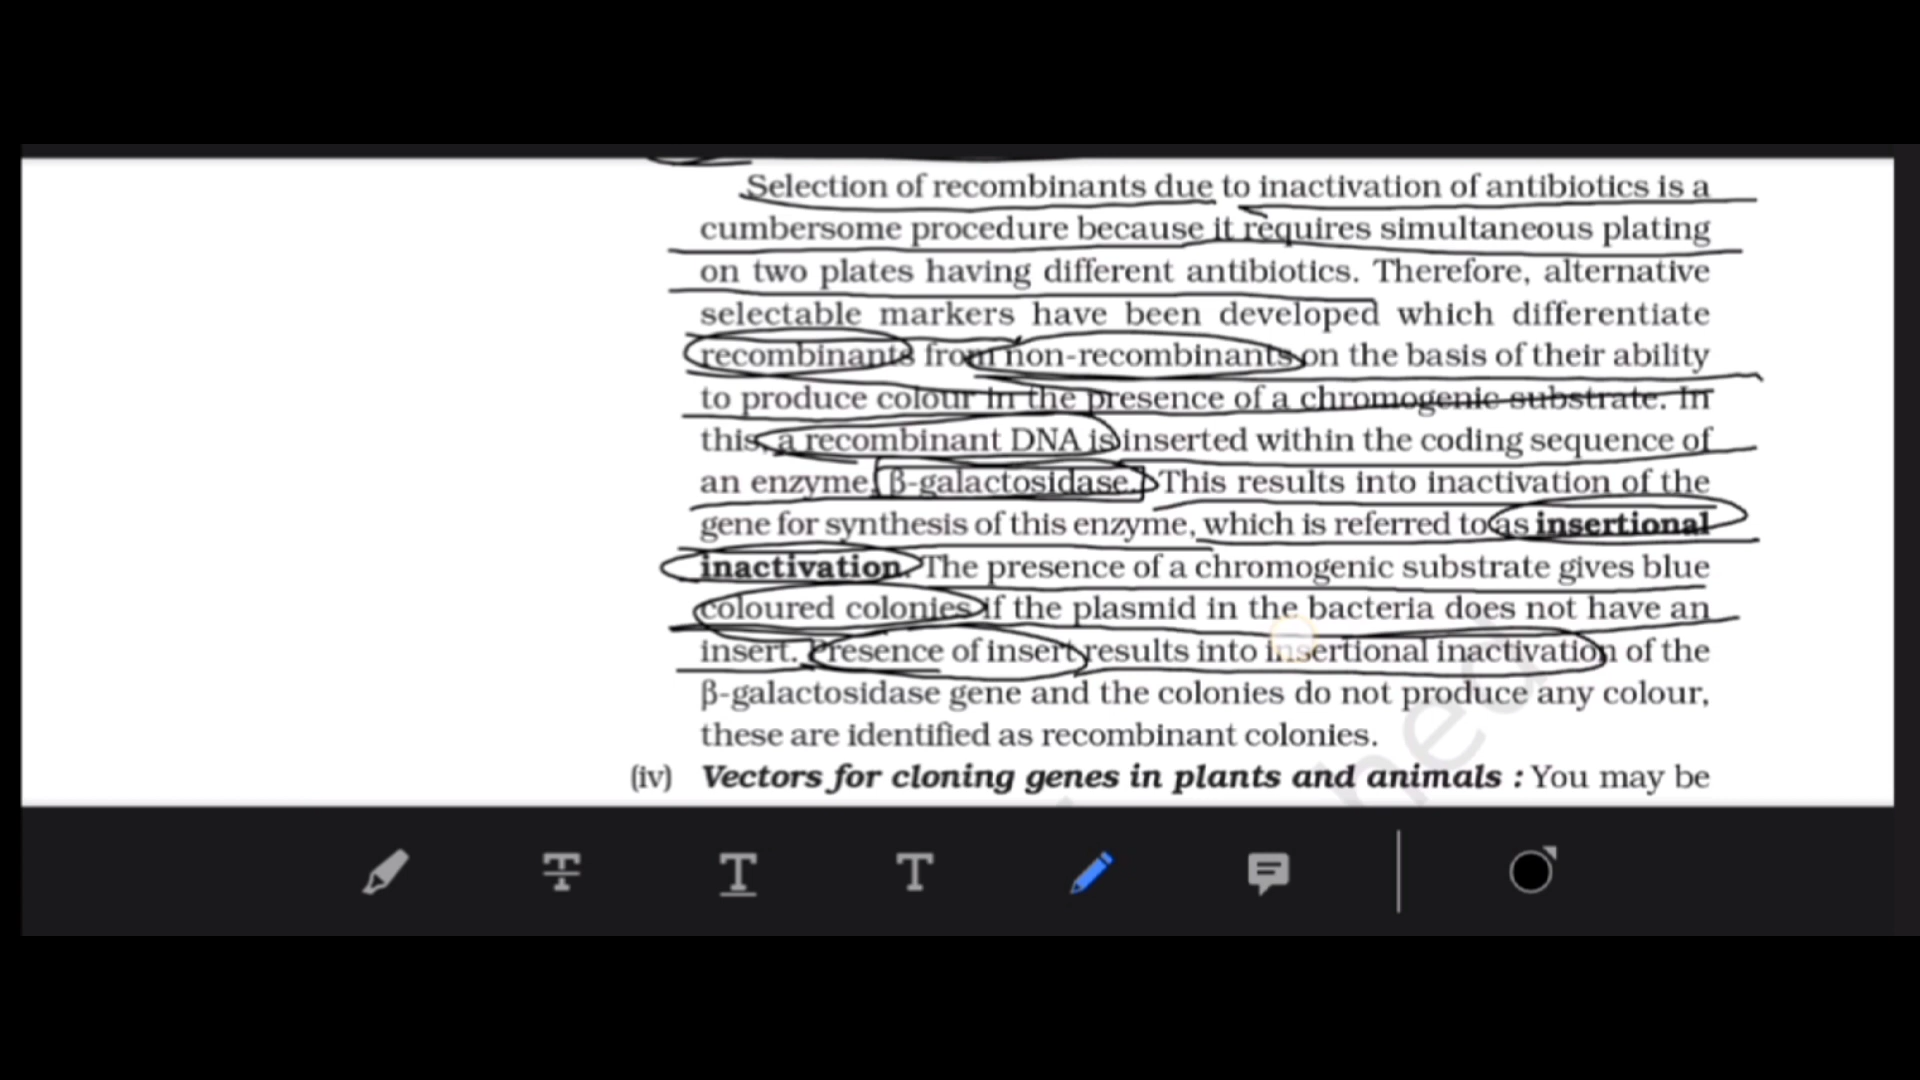 Selection of recombinants due to inactivation of antibiotics is a
cumbersome procedure because it requires simultaneous plating
on two plates having different antibiotics. Therefore, alternative
selectable markers have been developed which differentiate
recombinants from non-recombinants on the basis of their ability
to produce colour in the presence of a chromogenic substrate. In
this, a recombinant DNA is inserted within the coding sequence of
an enzyme, β-galactosidase. This results into inactivation of the
gene for synthesis of this enzyme, which is referred to as insertional
inactivation. The presence of a chromogenic substrate gives blue
coloured colonies if the plasmid in the bacteria does not have an
insert. Presence of insert results into insertional inactivation of the
β-galactosidase gene and the colonies do not produce any colour,
these are identified as recombinant colonies.
(iv) Vectors for cloning genes in plants and animals : You may be